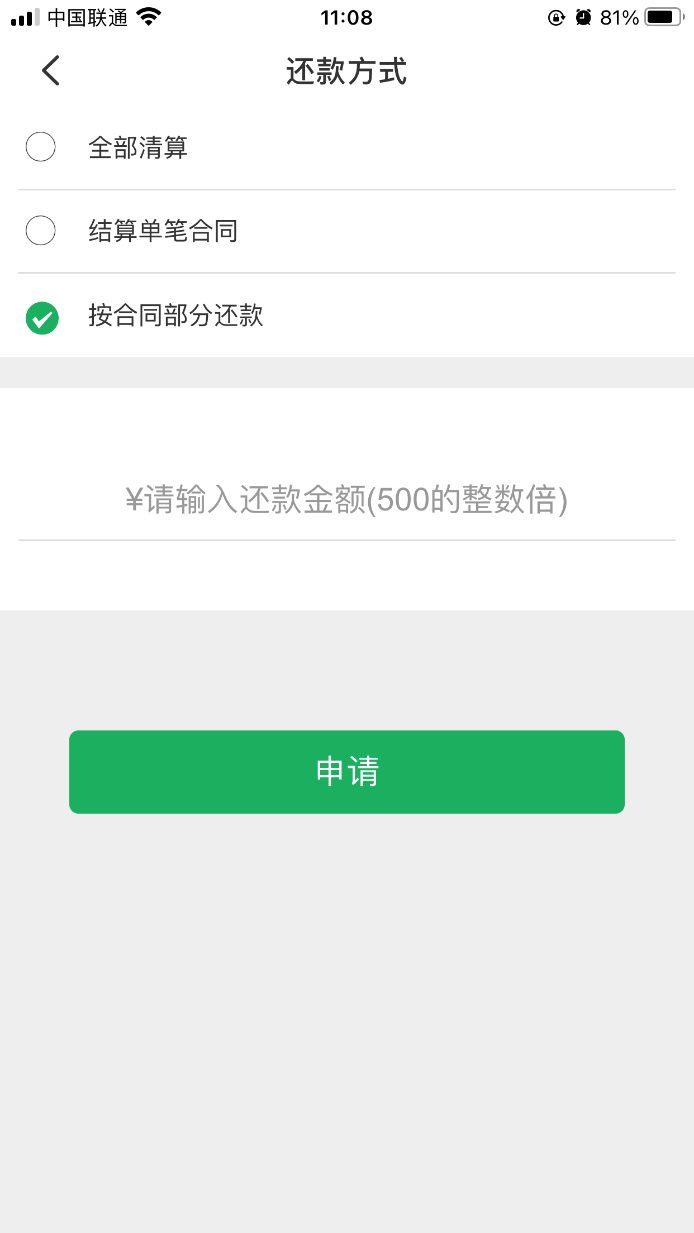 中国联通 11:08 81%
还款方式
全部清算
结算单笔合同
按合同部分还款
¥请输入还款金额(500的整数倍)
申请